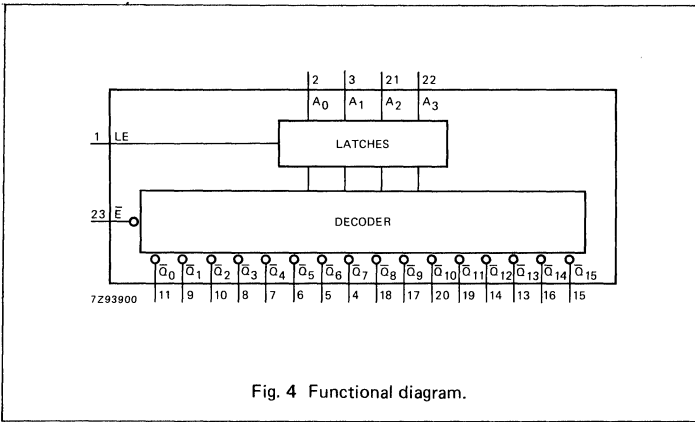 2 3 21 22
A0 A1 A2 A3
1 LE
LATCHES
23 E̅
DECODER
Q̅0 Q̅1 Q̅2 Q̅3 Q̅4 Q̅5 Q̅6 Q̅7 Q̅8 Q̅9 Q̅10 Q̅11 Q̅12 Q̅13 Q̅14 Q̅15
7Z93900 11 9 10 8 7 6 5 4 18 17 20 19 14 13 16 15
Fig. 4 Functional diagram.